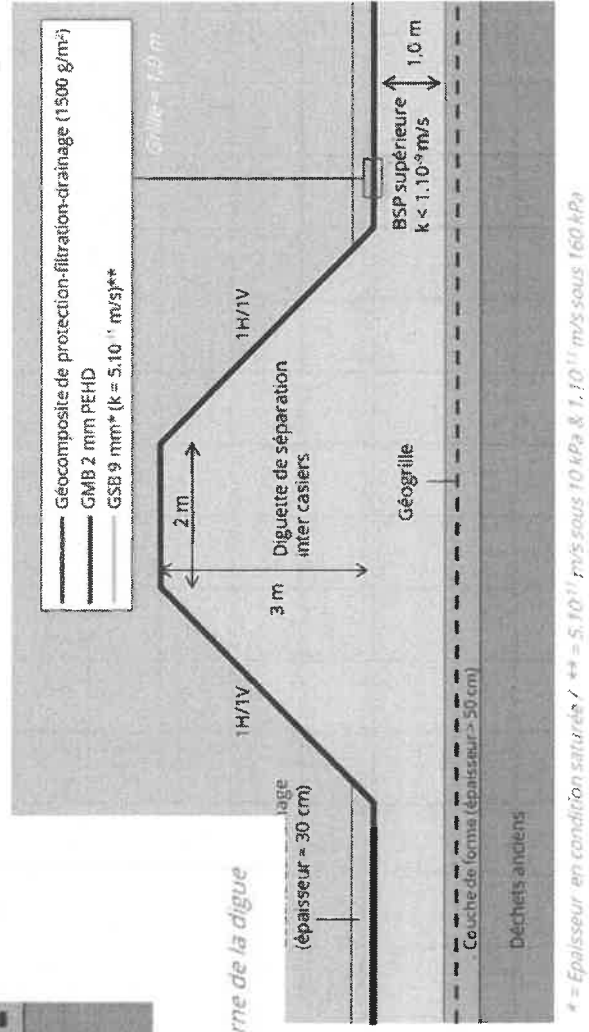 Géocomposite de protection-filtration-drainage (1500 g/m²)
GMB 2 mm PEHD
GSB 9 mm* (k = 5.10⁻¹¹ m/s)**
1H/1V
2 m
3 m
Diguette de séparation
inter casiers
1H/1V
nage
(épaisseur = 30 cm)
BSP supérieure
k < 1.10⁻⁹ m/s
1,0 m
Géogrille
Couche de forme (épaisseur > 50 cm)
Déchets anciens
rne de la digue
* = Epaisseur en condition saturée / ** = 5.10⁻¹¹ m/s sous 10 kPa & 1.10⁻¹¹ m/s sous 160 kPa